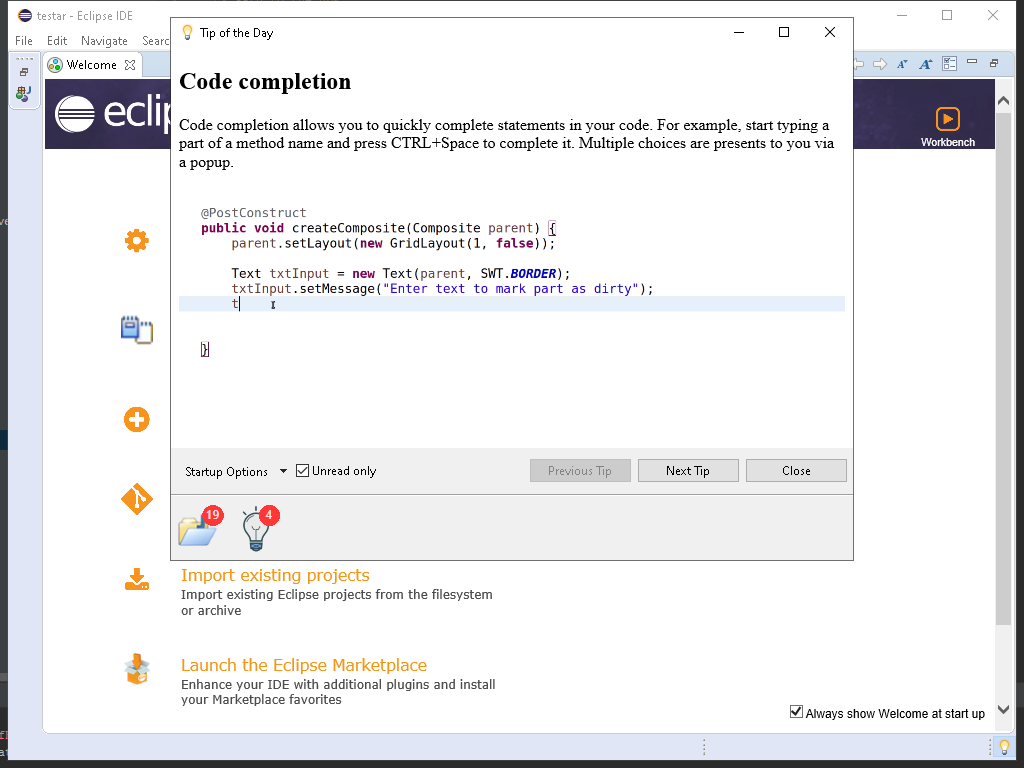 testar - Eclipse IDE
File Edit Navigate Searc
Welcome
eclip
Workbench
Tip of the Day
Code completion
Code completion allows you to quickly complete statements in your code. For example, start typing a
part of a method name and press CTRL+Space to complete it. Multiple choices are presents to you via
a popup.
@PostConstruct
public void createComposite(Composite parent) {
parent.setLayout(new GridLayout(1, false));
Text txtInput = new Text(parent, SWT.BORDER);
txtInput.setMessage("Enter text to mark part as dirty");
t
}
Startup Options Unread only Previous Tip Next Tip Close
19 4
Import existing projects
Import existing Eclipse projects from the filesystem
or archive
Launch the Eclipse Marketplace
Enhance your IDE with additional plugins and install
your Marketplace favorites
Always show Welcome at start up